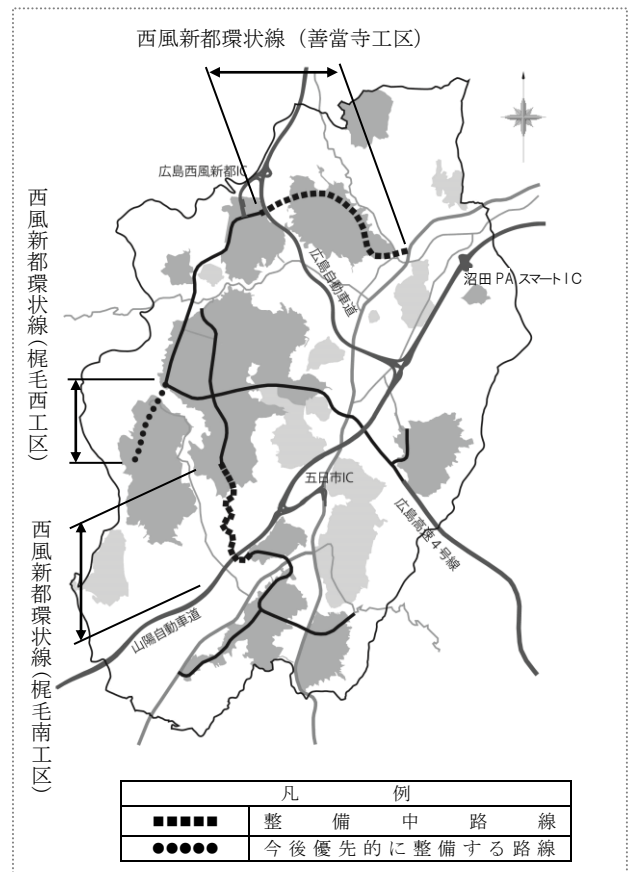 西風新都環状線（善當寺工区）
広島西風新都IC
広島自動車道
沼田PAスマートIC
西風新都環状線（梶毛西工区）
五日市IC
広島高速4号線
西風新都環状線（梶毛南工区）
山陽自動車道
凡例
整備中路線
今後優先的に整備する路線